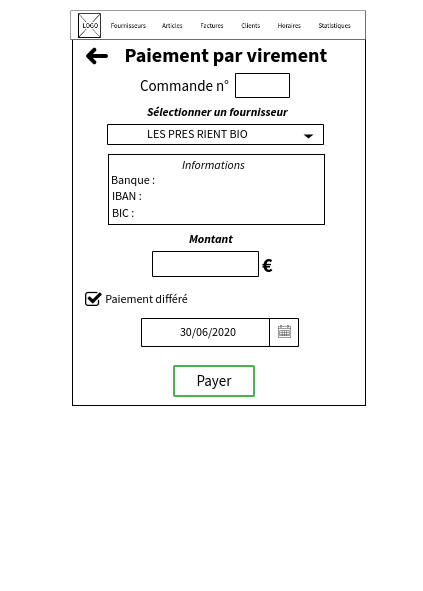 LOGO Fournisseurs Articles Factures Clients Horaires Statistiques
Paiement par virement
Commande n°
Sélectionner un fournisseur
LES PRES RIENT BIO
Informations
Banque :
IBAN :
BIC :
Montant
€
Paiement différé
30/06/2020
Payer